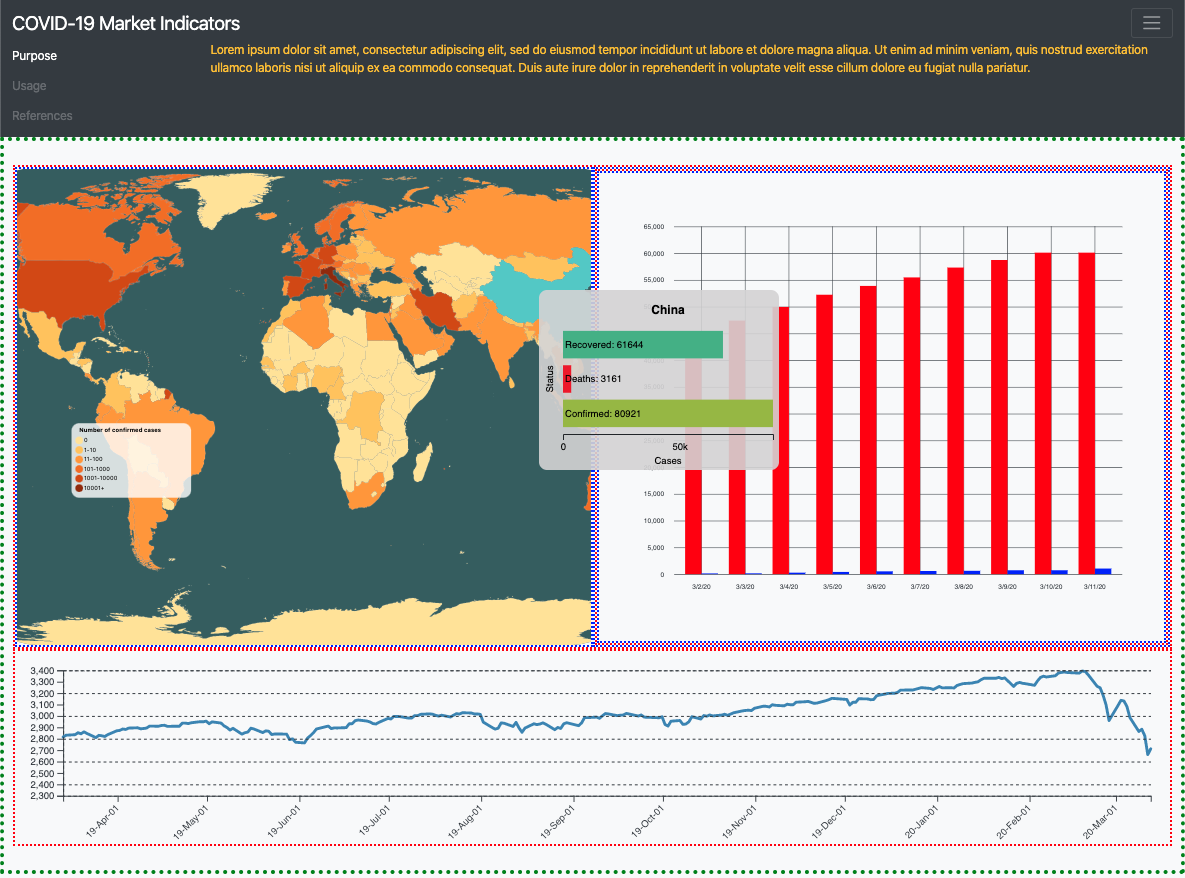 COVID-19 Market Indicators
Purpose
Lorem ipsum dolor sit amet, consectetur adipiscing elit, sed do eiusmod tempor incididunt ut labore et dolore magna aliqua. Ut enim ad minim veniam, quis nostrud exercitation
ullamco laboris nisi ut aliquip ex ea commodo consequat. Duis aute irure dolor in reprehenderit in voluptate velit esse cillum dolore eu fugiat nulla pariatur.
Usage
References
Number of confirmed cases
0
1-10
11-100
101-1000
1001-10000
10001+
China
Status
Recovered: 61644
Deaths: 3161
Confirmed: 80921
0 50k
Cases
65,000
60,000
55,000
15,000
10,000
5,000
0
3/2/20 3/3/20 3/4/20 3/5/20 3/6/20 3/7/20 3/8/20 3/9/20 3/10/20 3/11/20
3,400
3,300
3,200
3,100
3,000
2,900
2,800
2,700
2,600
2,500
2,400
2,300
19-Apr-01 19-May-01 19-Jun-01 19-Jul-01 19-Aug-01 19-Sep-01 19-Oct-01 19-Nov-01 19-Dec-01 20-Jan-01 20-Feb-01 20-Mar-01